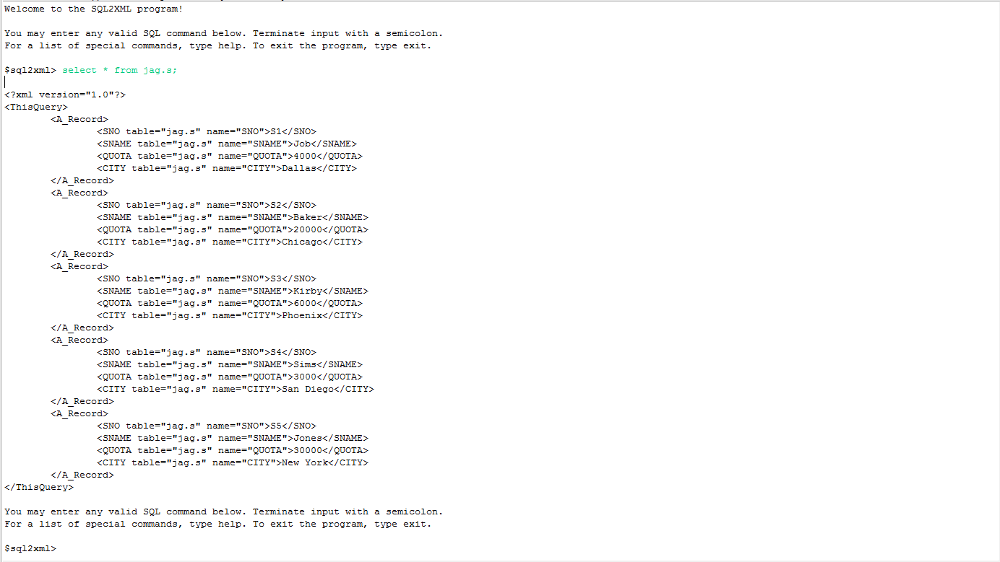 Welcome to the SQL2XML program!
You may enter any valid SQL command below. Terminate input with a semicolon.
For a list of special commands, type help. To exit the program, type exit.
$sql2xml> select * from jag.s;
<?xml version="1.0"?>
<ThisQuery>
<A_Record>
<SNO table="jag.s" name="SNO">S1</SNO>
<SNAME table="jag.s" name="SNAME">Job</SNAME>
<QUOTA table="jag.s" name="QUOTA">4000</QUOTA>
<CITY table="jag.s" name="CITY">Dallas</CITY>
</A_Record>
<A_Record>
<SNO table="jag.s" name="SNO">S2</SNO>
<SNAME table="jag.s" name="SNAME">Baker</SNAME>
<QUOTA table="jag.s" name="QUOTA">20000</QUOTA>
<CITY table="jag.s" name="CITY">Chicago</CITY>
</A_Record>
<A_Record>
<SNO table="jag.s" name="SNO">S3</SNO>
<SNAME table="jag.s" name="SNAME">Kirby</SNAME>
<QUOTA table="jag.s" name="QUOTA">6000</QUOTA>
<CITY table="jag.s" name="CITY">Phoenix</CITY>
</A_Record>
<A_Record>
<SNO table="jag.s" name="SNO">S4</SNO>
<SNAME table="jag.s" name="SNAME">Sims</SNAME>
<QUOTA table="jag.s" name="QUOTA">3000</QUOTA>
<CITY table="jag.s" name="CITY">San Diego</CITY>
</A_Record>
<A_Record>
<SNO table="jag.s" name="SNO">S5</SNO>
<SNAME table="jag.s" name="SNAME">Jones</SNAME>
<QUOTA table="jag.s" name="QUOTA">30000</QUOTA>
<CITY table="jag.s" name="CITY">New York</CITY>
</A_Record>
</ThisQuery>
You may enter any valid SQL command below. Terminate input with a semicolon.
For a list of special commands, type help. To exit the program, type exit.
$sql2xml>